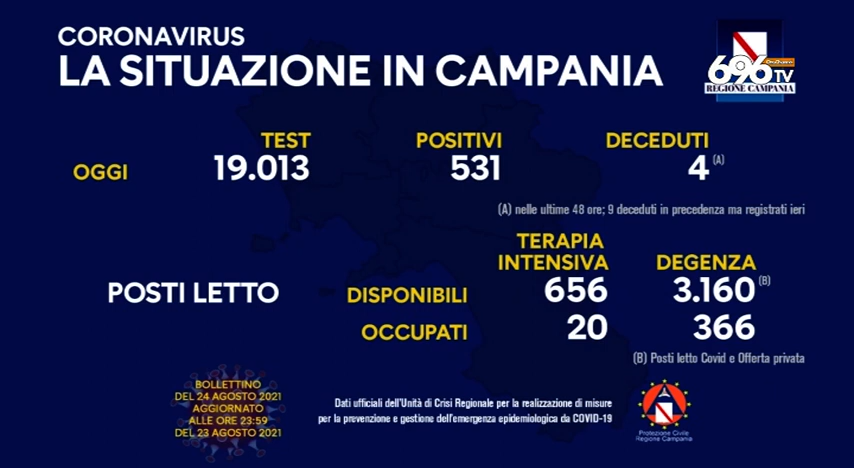 CORONAVIRUS
LA SITUAZIONE IN CAMPANIA
696 TV
REGIONE CAMPANIA
TEST POSITIVI DECEDUTI
OGGI 19.013 531 4 (A)
(A) nelle ultime 48 ore; 9 deceduti in precedenza ma registrati ieri
TERAPIA
INTENSIVA DEGENZA
POSTI LETTO DISPONIBILI 656 3.160 (B)
OCCUPATI 20 366
(B) Posti letto Covid e Offerta privata
BOLLETTINO
DEL 24 AGOSTO 2021
AGGIORNATO
ALLE ORE 23:59
DEL 23 AGOSTO 2021
Dati ufficiali dell'Unità di Crisi Regionale per la realizzazione di misure
per la prevenzione e gestione dell'emergenza epidemiologica da COVID-19
Protezione Civile
Regione Campania